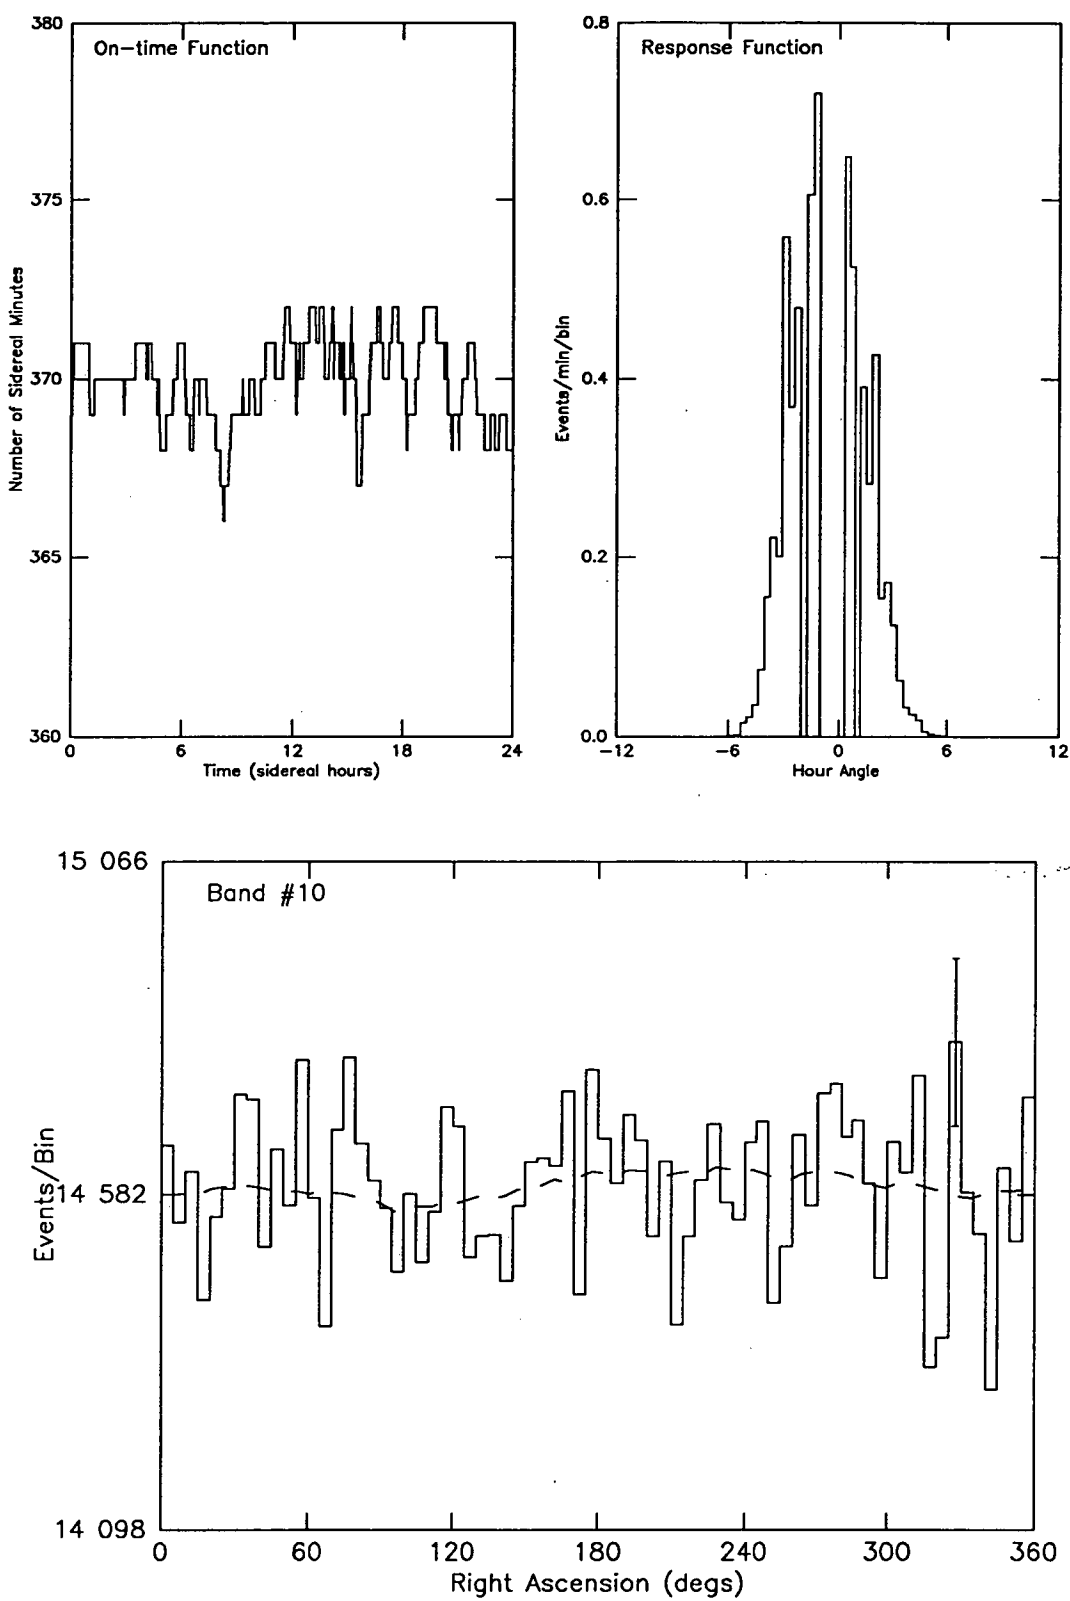 380
375
370
365
360
On-time Function
Number of Sidereal Minutes
0 6 12 18 24
Time (sidereal hours)
0.8
0.6
0.4
0.2
0.0
Response Function
Events/min/bin
-12 -6 0 6 12
Hour Angle
15 066
14 582
14 098
Band #10
Events/Bin
0 60 120 180 240 300 360
Right Ascension (degs)